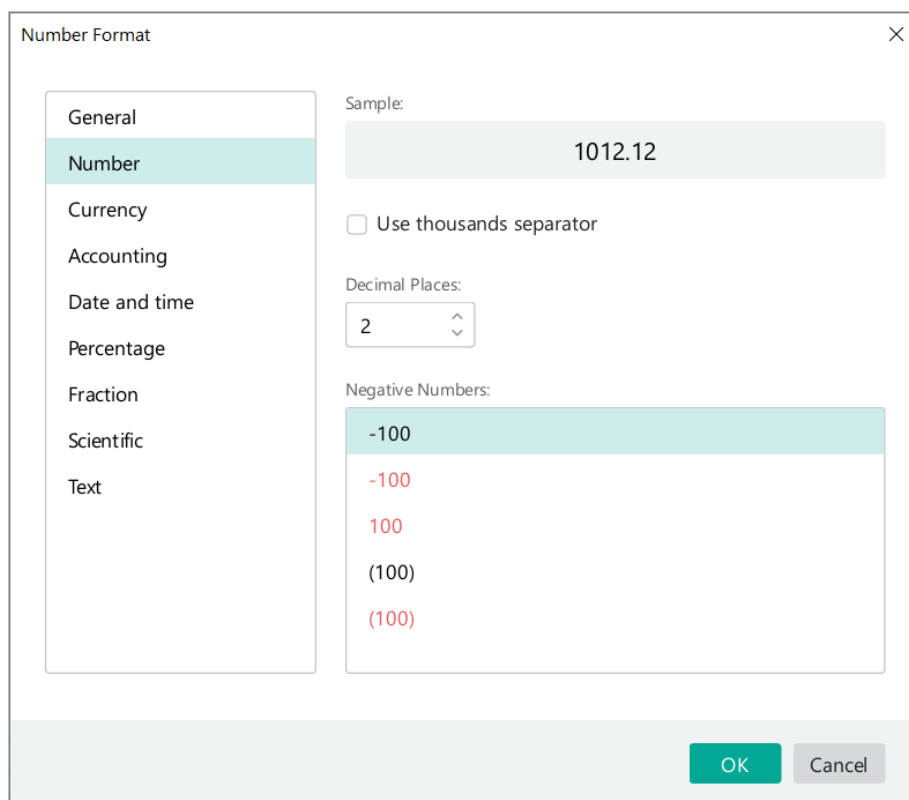 Number Format
General
Number
Currency
Accounting
Date and time
Percentage
Fraction
Scientific
Text
Sample:
1012.12
Use thousands separator
Decimal Places:
2
Negative Numbers:
-100
-100
100
(100)
(100)
OK
Cancel